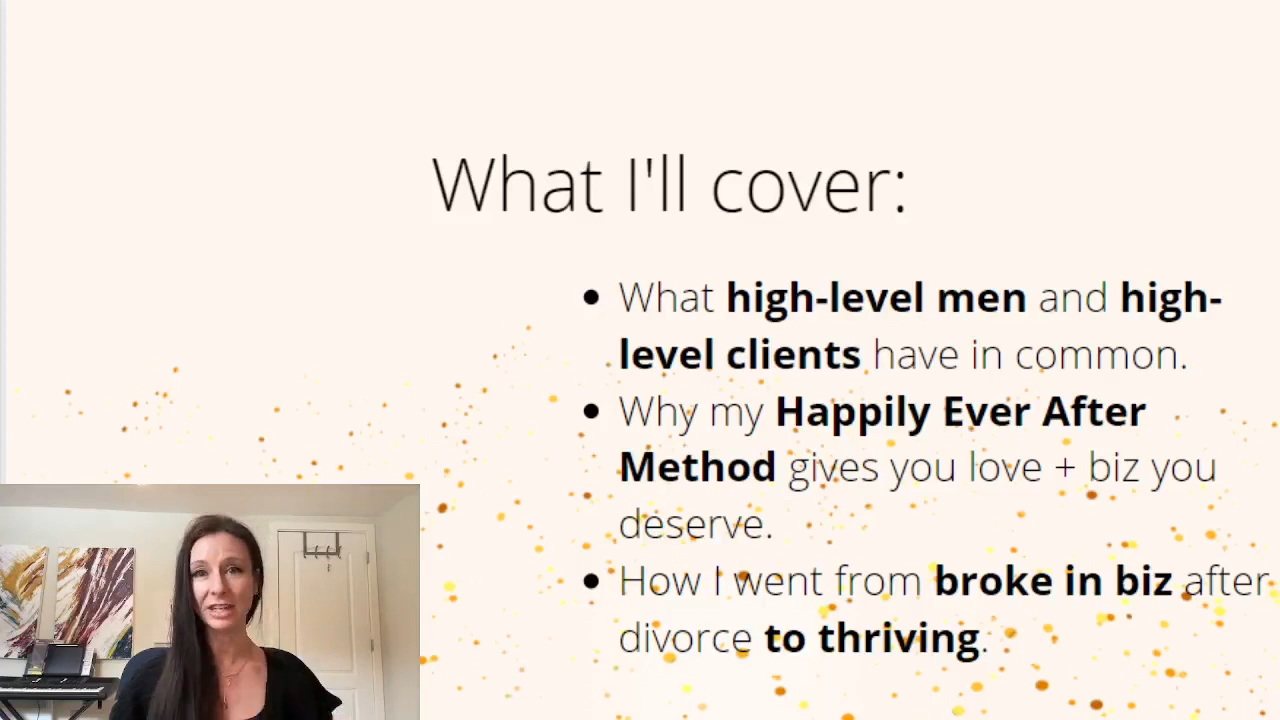 What I'll cover:
• What high-level men and high-
level clients have in common.
• Why my Happily Ever After
Method gives you love + biz you
deserve.
• How I went from broke in biz after
divorce to thriving.